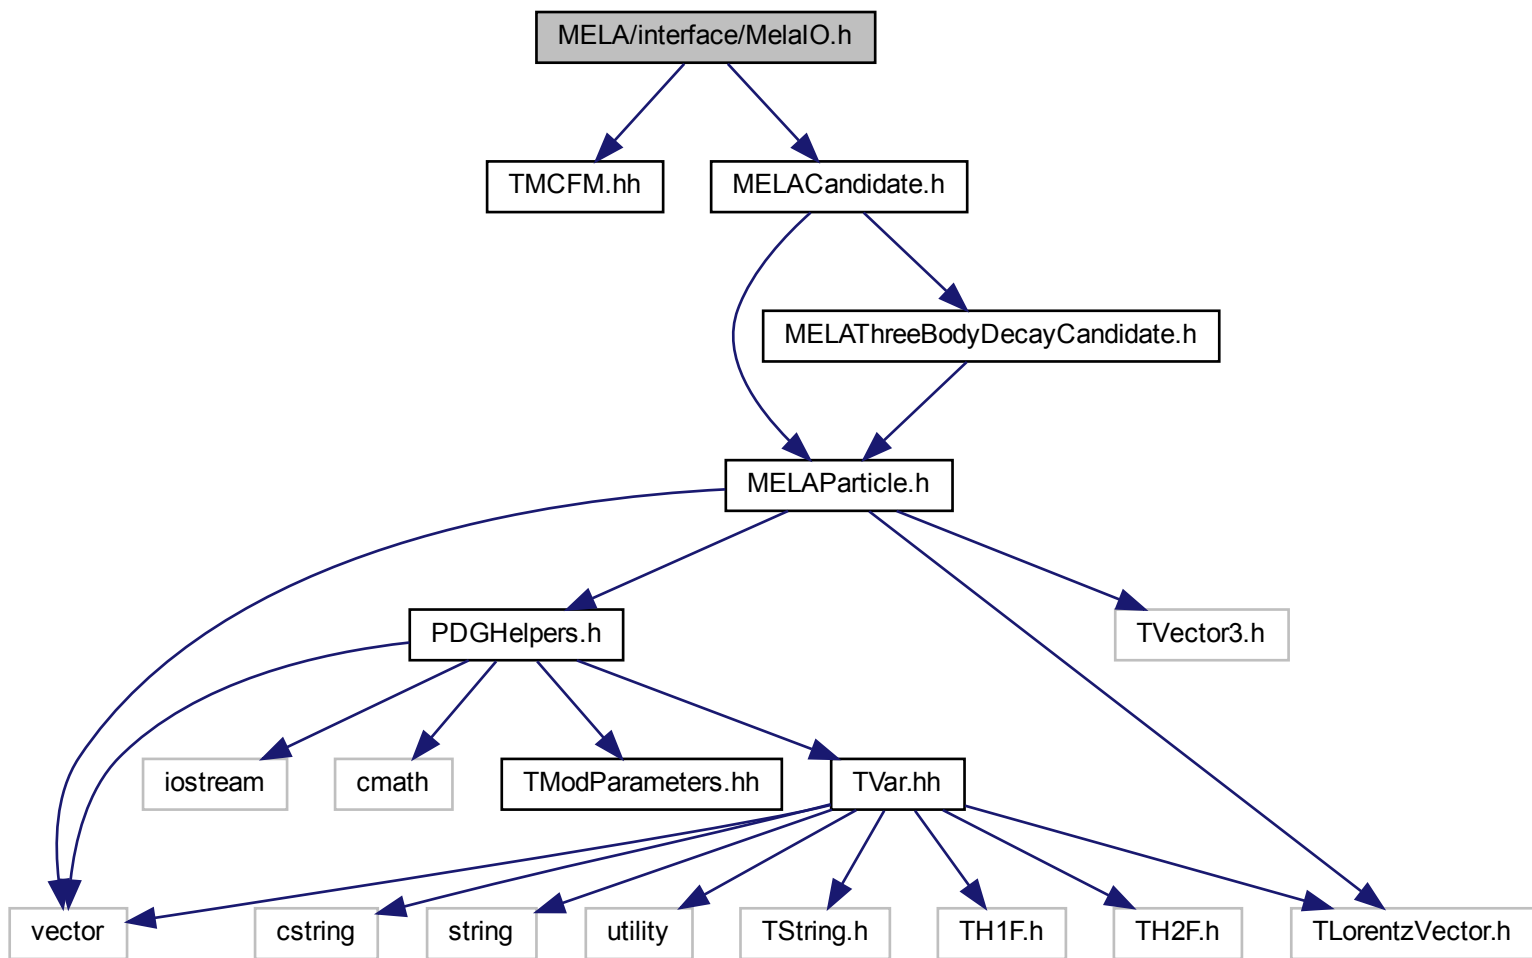 MELA/interface/MelaIO.h
TMCFM.hh
MELACandidate.h
MELAThreeBodyDecayCandidate.h
MELAParticle.h
PDGHelpers.h
TVector3.h
iostream
cmath
TModParameters.hh
TVar.hh
vector
cstring
string
utility
TString.h
TH1F.h
TH2F.h
TLorentzVector.h